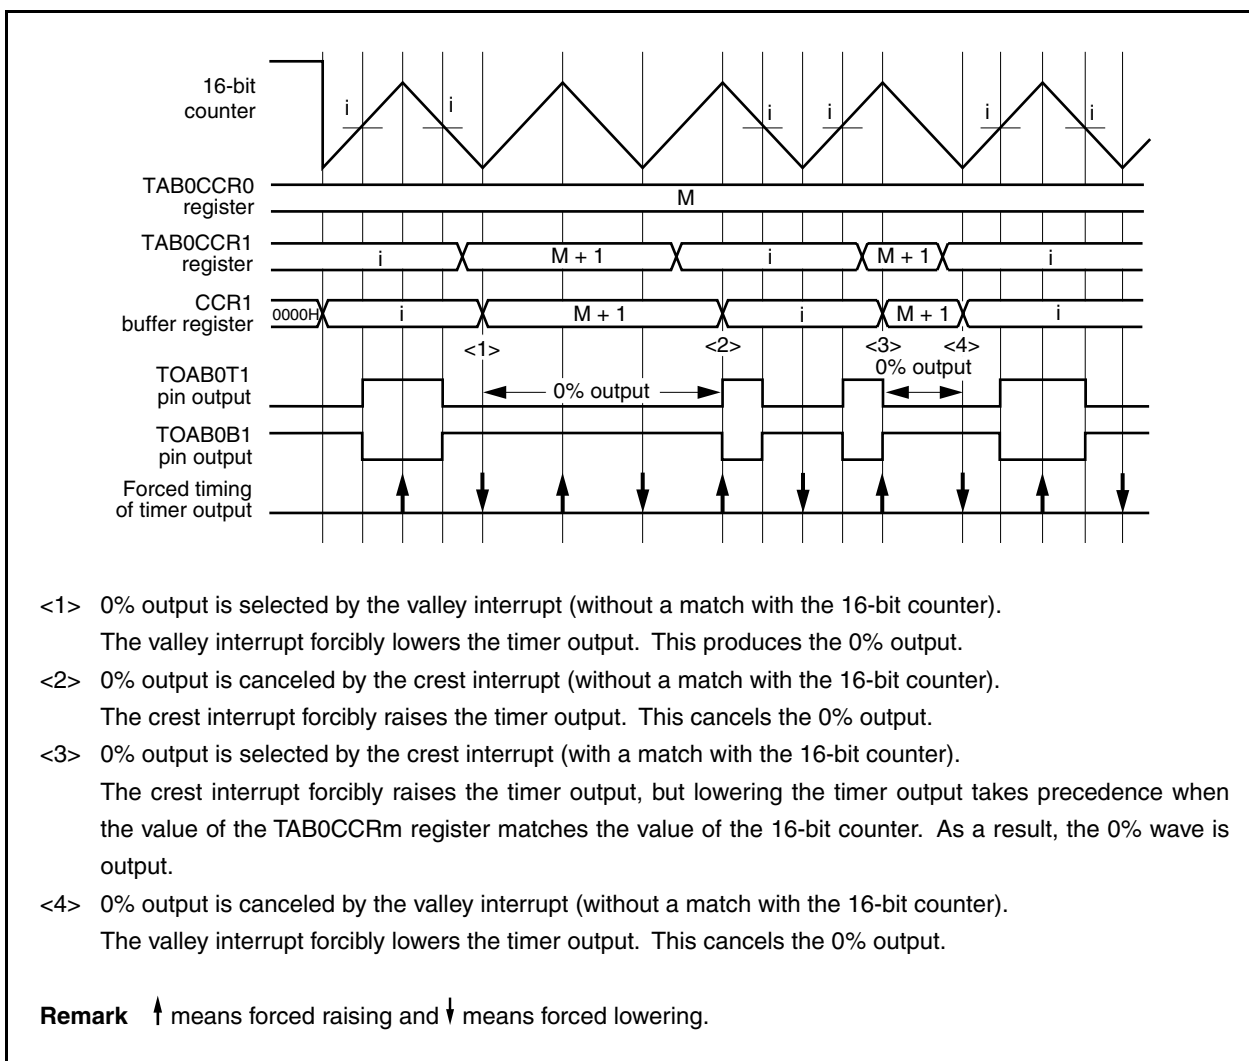 16-bit
counter
i
i
i
i
i
i
TAB0CCR0
register
M
TAB0CCR1
register
i
M + 1
i
M + 1
i
CCR1
buffer register
0000H
i
M + 1
i
M + 1
i
<1>
<2>
<3>
<4>
TOAB0T1
pin output
0% output
0% output
TOAB0B1
pin output
Forced timing
of timer output
<1> 0% output is selected by the valley interrupt (without a match with the 16-bit counter).
The valley interrupt forcibly lowers the timer output. This produces the 0% output.
<2> 0% output is canceled by the crest interrupt (without a match with the 16-bit counter).
The crest interrupt forcibly raises the timer output. This cancels the 0% output.
<3> 0% output is selected by the crest interrupt (with a match with the 16-bit counter).
The crest interrupt forcibly raises the timer output, but lowering the timer output takes precedence when
the value of the TAB0CCRm register matches the value of the 16-bit counter. As a result, the 0% wave is
output.
<4> 0% output is canceled by the valley interrupt (without a match with the 16-bit counter).
The valley interrupt forcibly lowers the timer output. This cancels the 0% output.
Remark ↑ means forced raising and ↓ means forced lowering.